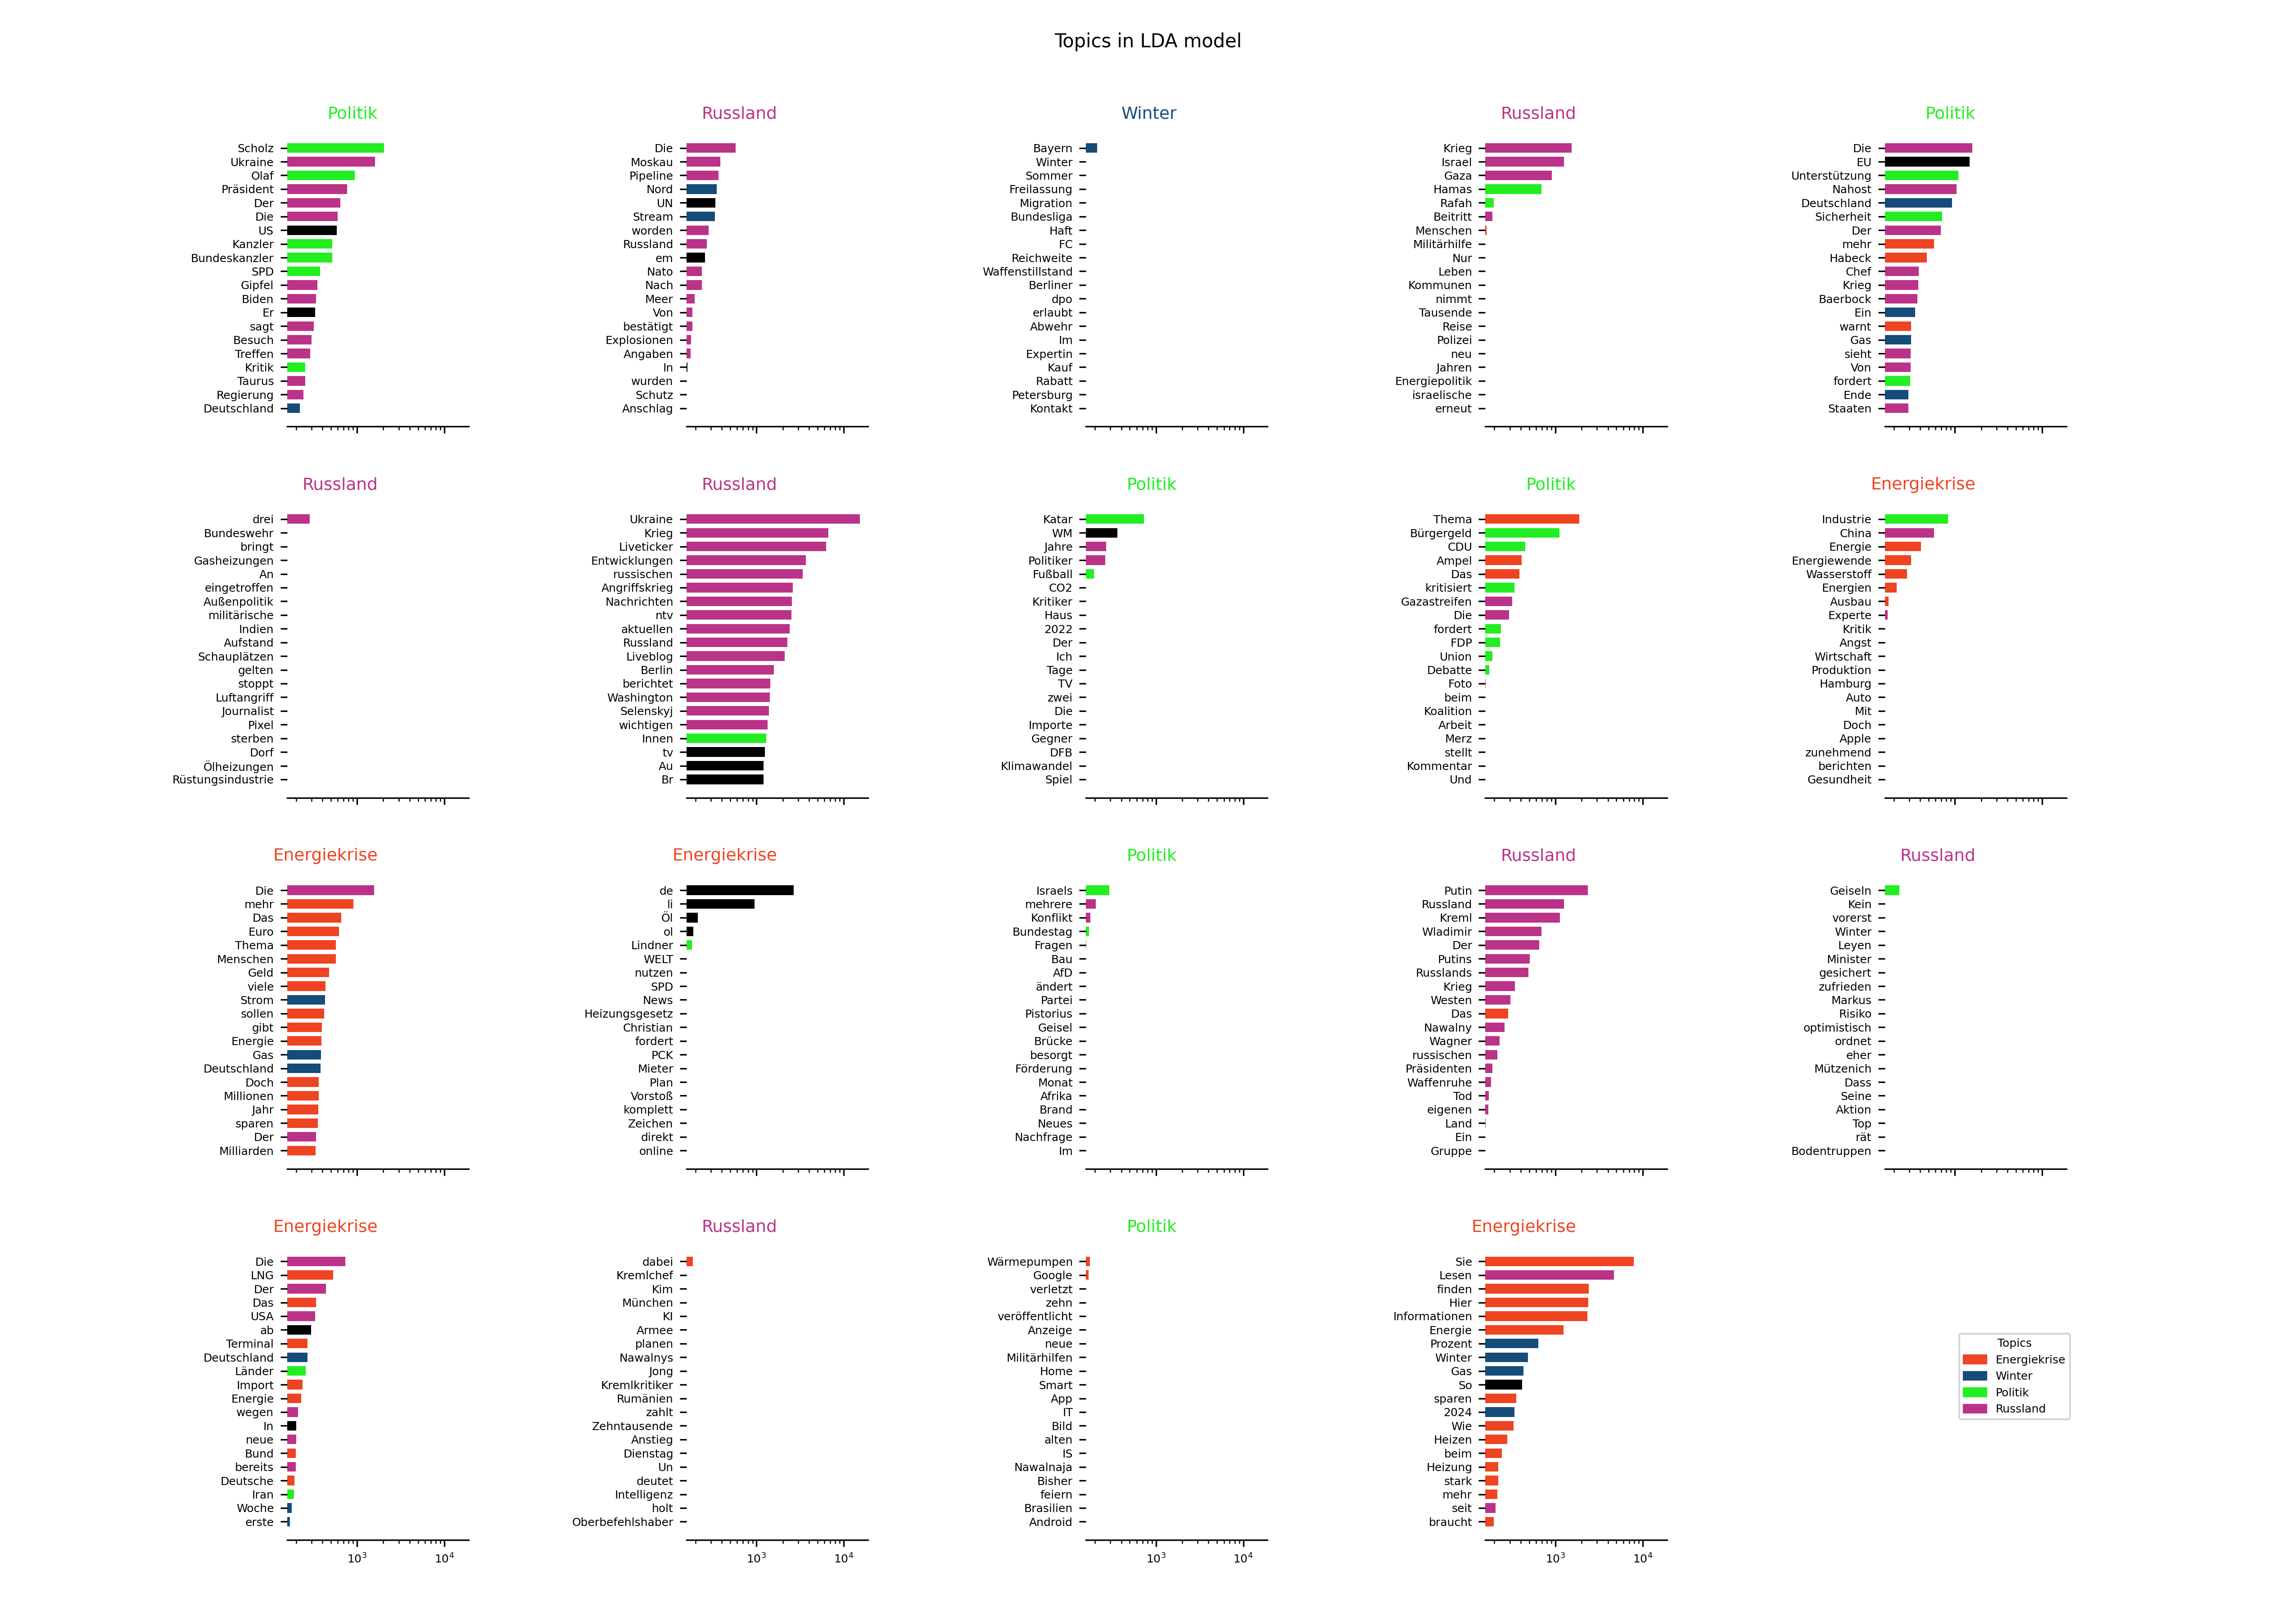 Topics in LDA model
Politik
Scholz
Ukraine
Olaf
Präsident
Der
Die
US
Kanzler
Bundeskanzler
SPD
Gipfel
Biden
Er
sagt
Besuch
Treffen
Kritik
Taurus
Regierung
Deutschland
Russland
Die
Moskau
Pipeline
Nord
UN
Stream
worden
Russland
em
Nato
Nach
Meer
Von
bestätigt
Explosionen
Angaben
In
wurden
Schutz
Anschlag
Winter
Bayern
Winter
Sommer
Freilassung
Migration
Bundesliga
Haft
FC
Reichweite
Waffenstillstand
Berliner
dpo
erlaubt
Abwehr
Im
Expertin
Kauf
Rabatt
Petersburg
Kontakt
Russland
Krieg
Israel
Gaza
Hamas
Rafah
Beitritt
Menschen
Militärhilfe
Nur
Leben
Kommunen
nimmt
Tausende
Reise
Polizei
neu
Jahren
Energiepolitik
israelische
erneut
Politik
Die
EU
Unterstützung
Nahost
Deutschland
Sicherheit
Der
mehr
Habeck
Chef
Krieg
Baerbock
Ein
warnt
Gas
sieht
Von
fordert
Ende
Staaten
Russland
drei
Bundeswehr
bringt
Gasheizungen
An
eingetroffen
Außenpolitik
militärische
Indien
Aufstand
Schauplätzen
gelten
stoppt
Luftangriff
Journalist
Pixel
sterben
Dorf
Ölheizungen
Rüstungsindustrie
Russland
Ukraine
Krieg
Liveticker
Entwicklungen
russischen
Angriffskrieg
Nachrichten
ntv
aktuellen
Russland
Liveblog
Berlin
berichtet
Washington
Selenskyj
wichtigen
Innen
tv
Au
Br
Politik
Katar
WM
Jahre
Politiker
Fußball
CO2
Kritiker
Haus
2022
Der
Ich
Tage
TV
zwei
Die
Importe
Gegner
DFB
Klimawandel
Spiel
Politik
Thema
Bürgergeld
CDU
Ampel
Das
kritisiert
Gazastreifen
Die
fordert
FDP
Union
Debatte
Foto
beim
Koalition
Arbeit
Merz
stellt
Kommentar
Und
Energiekrise
Industrie
China
Energie
Energiewende
Wasserstoff
Energien
Ausbau
Experte
Kritik
Angst
Wirtschaft
Produktion
Hamburg
Auto
Mit
Doch
Apple
zunehmend
berichten
Gesundheit
Energiekrise
Die
mehr
Das
Euro
Thema
Menschen
Geld
viele
Strom
sollen
gibt
Energie
Gas
Deutschland
Doch
Millionen
Jahr
sparen
Der
Milliarden
Energiekrise
de
li
Öl
ol
Lindner
WELT
nutzen
SPD
News
Heizungsgesetz
Christian
fordert
PCK
Mieter
Plan
Vorstoß
komplett
Zeichen
direkt
online
Politik
Israels
mehrere
Konflikt
Bundestag
Fragen
Bau
AfD
ändert
Partei
Pistorius
Geisel
Brücke
besorgt
Förderung
Monat
Afrika
Brand
Neues
Nachfrage
Im
Russland
Putin
Russland
Kreml
Wladimir
Der
Putins
Russlands
Krieg
Westen
Das
Nawalny
Wagner
russischen
Präsidenten
Waffenruhe
Tod
eigenen
Land
Ein
Gruppe
Russland
Geiseln
Kein
vorerst
Winter
Leyen
Minister
gesichert
zufrieden
Markus
Risiko
optimistisch
ordnet
eher
Mützenich
Dass
Seine
Aktion
Top
rät
Bodentruppen
Energiekrise
Die
LNG
Der
Das
USA
ab
Terminal
Deutschland
Länder
Import
Energie
wegen
In
neue
Bund
bereits
Deutsche
Iran
Woche
erste
10³ 10⁴
Russland
dabei
Kremlchef
Kim
München
KI
Armee
planen
Nawalnys
Jong
Kremlkritiker
Rumänien
zahlt
Zehntausende
Anstieg
Dienstag
Un
deutet
Intelligenz
holt
Oberbefehlshaber
10³ 10⁴
Politik
Wärmepumpen
Google
verletzt
zehn
veröffentlicht
Anzeige
neue
Militärhilfen
Home
Smart
App
IT
Bild
alten
IS
Nawalnaja
Bisher
feiern
Brasilien
Android
10³ 10⁴
Energiekrise
Sie
Lesen
finden
Hier
Informationen
Energie
Prozent
Winter
Gas
So
sparen
2024
Wie
Heizen
beim
Heizung
stark
mehr
seit
braucht
10³ 10⁴
Topics
Energiekrise
Winter
Politik
Russland